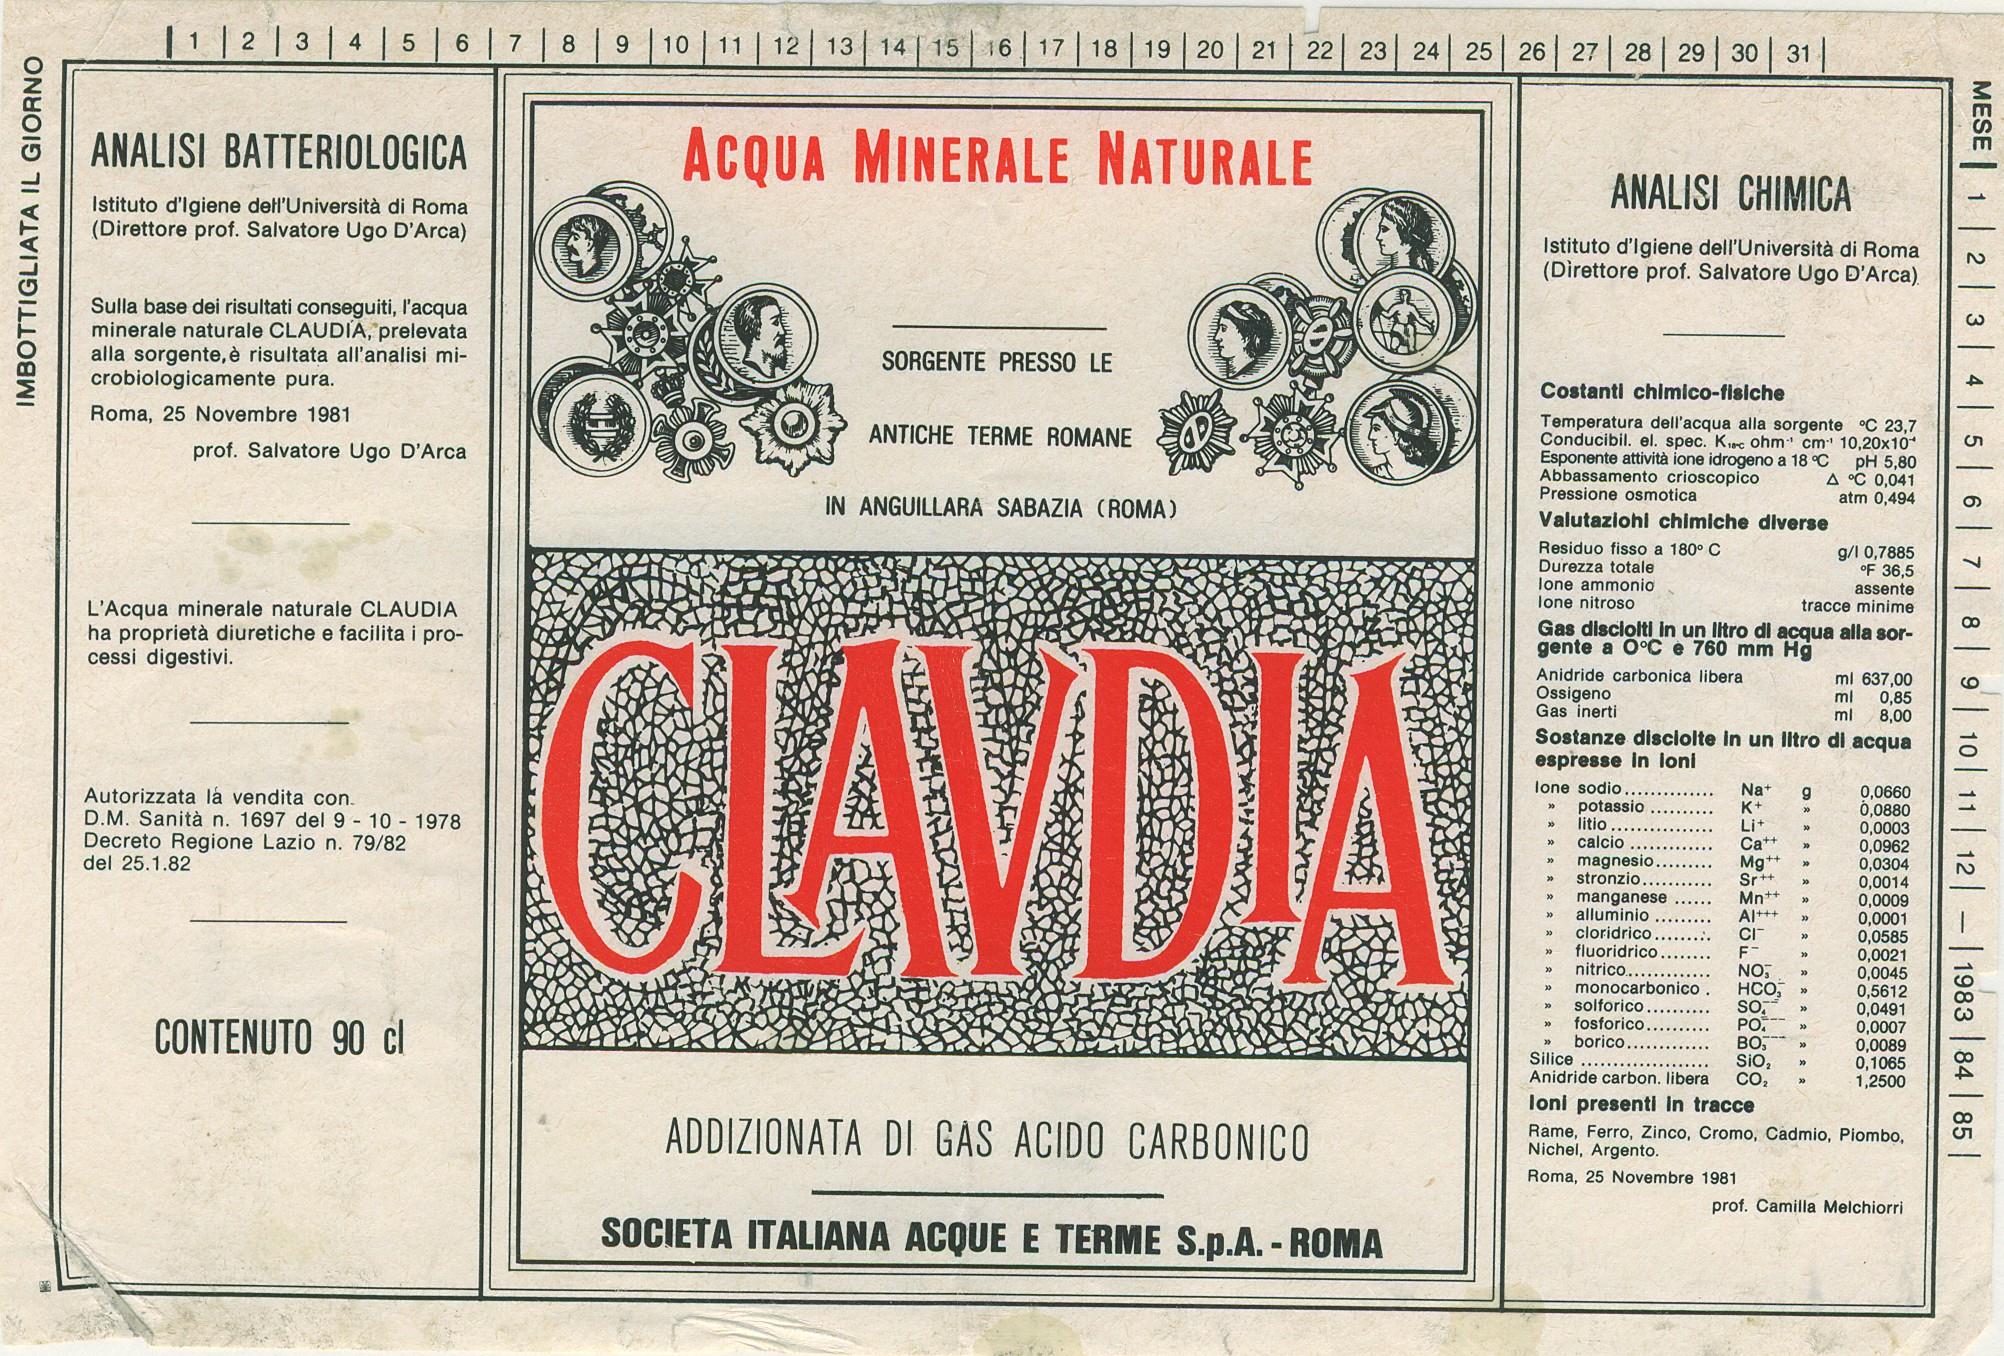 1 | 2 | 3 | 4 | 5 | 6 | 7 | 8 | 9 | 10 | 11 | 12 | 13 | 14 | 15 | 16 | 17 | 18 | 19 | 20 | 21 | 22 | 23 | 24 | 25 | 26 | 27 | 28 | 29 | 30 | 31 |
IMBOTTIGLIATA IL GIORNO
ANALISI BATTERIOLOGICA
Istituto d'Igiene dell'Università di Roma
(Direttore prof. Salvatore Ugo D'Arca)
Sulla base dei risultati conseguiti, l'acqua
minerale naturale CLAUDIA, prelevata
alla sorgente, è risultata all'analisi mi-
crobiologicamente pura.
Roma, 25 Novembre 1981
prof. Salvatore Ugo D'Arca
L'Acqua minerale naturale CLAUDIA
ha proprietà diuretiche e facilita i pro-
cessi digestivi.
Autorizzata la vendita con
D.M. Sanità n. 1697 del 9 - 10 - 1978
Decreto Regione Lazio n. 79/82
del 25.1.82
CONTENUTO 90 cl
ACQUA MINERALE NATURALE
SORGENTE PRESSO LE
ANTICHE TERME ROMANE
IN ANGUILLARA SABAZIA (ROMA)
CLAVDIA
ADDIZIONATA DI GAS ACIDO CARBONICO
SOCIETA ITALIANA ACQUE E TERME S.p.A. - ROMA
ANALISI CHIMICA
Istituto d'Igiene dell'Università di Roma
(Direttore prof. Salvatore Ugo D'Arca)
Costanti chimico-fisiche
Temperatura dell'acqua alla sorgente °C 23,7
Conducibil. el. spec. K₁₈°C ohm⁻¹ cm⁻¹ 10,20x10⁻⁴
Esponente attività ione idrogeno a 18 °C pH 5,80
Abbassamento crioscopico Δ °C 0,041
Pressione osmotica atm 0,494
Valutaziohi chimiche diverse
Residuo fisso a 180° C g/l 0,7885
Durezza totale °F 36,5
Ione ammonio assente
Ione nitroso tracce minime
Gas disciolti in un litro di acqua alla sor-
gente a 0°C e 760 mm Hg
Anidride carbonica libera ml 637,00
Ossigeno ml 0,85
Gas inerti ml 8,00
Sostanze disciolte in un litro di acqua
espresse in ioni
Ione sodio.............. Na⁺ g 0,0660
» potassio .......... K⁺ » 0,0880
» litio ................ Li⁺ » 0,0003
» calcio ............. Ca⁺⁺ » 0,0962
» magnesio......... Mg⁺⁺ » 0,0304
» stronzio........... Sr⁺⁺ » 0,0014
» manganese ...... Mn⁺⁺ » 0,0009
» alluminio ......... Al⁺⁺⁺ » 0,0001
» cloridrico......... Cl⁻ » 0,0585
» fluoridrico........ F⁻ » 0,0021
» nitrico............. NO₃⁻ » 0,0045
» monocarbonico . HCO₃⁻ » 0,5612
» solforico.......... SO₄⁻⁻ » 0,0491
» fosforico.......... PO₄⁻⁻⁻ » 0,0007
» borico............. BO₃⁻⁻⁻ » 0,0089
Silice ..................... SiO₂ » 0,1065
Anidride carbon. libera CO₂ » 1,2500
Ioni presenti in tracce
Rame, Ferro, Zinco, Cromo, Cadmio, Piombo,
Nichel, Argento.
Roma, 25 Novembre 1981
prof. Camilla Melchiorri
MESE | 1 | 2 | 3 | 4 | 5 | 6 | 7 | 8 | 9 | 10 | 11 | 12 | — | 1983 | 84 | 85 |